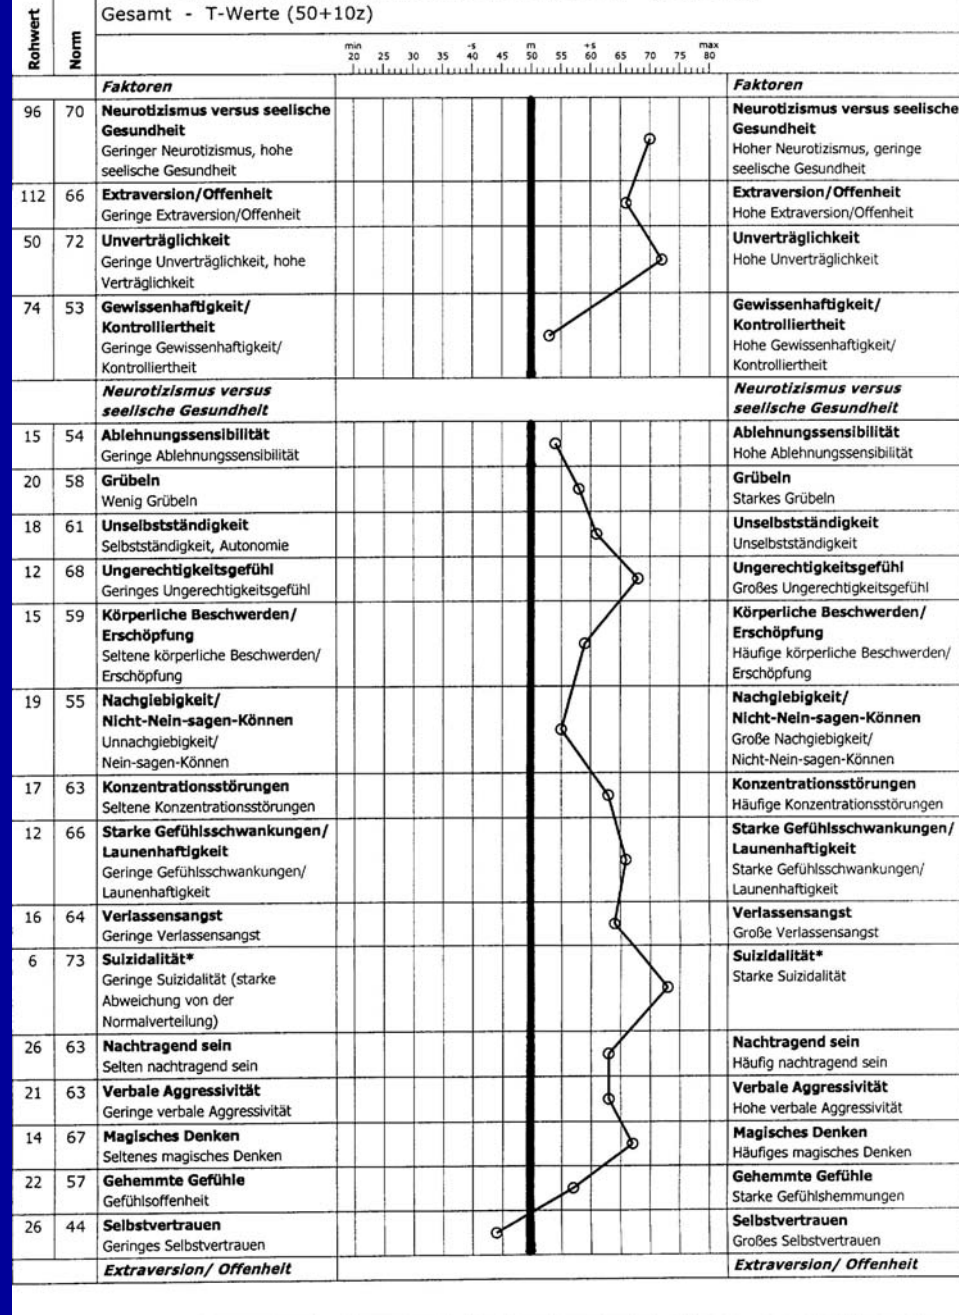 Rohwert
Norm
Gesamt - T-Werte (50+10z)
min -s m +s max
20 25 30 35 40 45 50 55 60 65 70 75 80
Faktoren Faktoren
96 70 Neurotizismus versus seelische Neurotizismus versus seelische
Gesundheit Gesundheit
Geringer Neurotizismus, hohe Hoher Neurotizismus, geringe
seelische Gesundheit seelische Gesundheit
112 66 Extraversion/Offenheit Extraversion/Offenheit
Geringe Extraversion/Offenheit Hohe Extraversion/Offenheit
50 72 Unverträglichkeit Unverträglichkeit
Geringe Unverträglichkeit, hohe Hohe Unverträglichkeit
Verträglichkeit
74 53 Gewissenhaftigkeit/ Gewissenhaftigkeit/
Kontrolliertheit Kontrolliertheit
Geringe Gewissenhaftigkeit/ Hohe Gewissenhaftigkeit/
Kontrolliertheit Kontrolliertheit
Neurotizismus versus Neurotizismus versus
seelische Gesundheit seelische Gesundheit
15 54 Ablehnungssensibilität Ablehnungssensibilität
Geringe Ablehnungssensibilität Hohe Ablehnungssensibilität
20 58 Grübeln Grübeln
Wenig Grübeln Starkes Grübeln
18 61 Unselbstständigkeit Unselbstständigkeit
Selbstständigkeit, Autonomie Unselbstständigkeit
12 68 Ungerechtigkeitsgefühl Ungerechtigkeitsgefühl
Geringes Ungerechtigkeitsgefühl Großes Ungerechtigkeitsgefühl
15 59 Körperliche Beschwerden/ Körperliche Beschwerden/
Erschöpfung Erschöpfung
Seltene körperliche Beschwerden/ Häufige körperliche Beschwerden/
Erschöpfung Erschöpfung
19 55 Nachgiebigkeit/ Nachgiebigkeit/
Nicht-Nein-sagen-Können Nicht-Nein-sagen-Können
Unnachgiebigkeit/ Große Nachgiebigkeit/
Nein-sagen-Können Nicht-Nein-sagen-Können
17 63 Konzentrationsstörungen Konzentrationsstörungen
Seltene Konzentrationsstörungen Häufige Konzentrationsstörungen
12 66 Starke Gefühlsschwankungen/ Starke Gefühlsschwankungen/
Launenhaftigkeit Launenhaftigkeit
Geringe Gefühlsschwankungen/ Starke Gefühlsschwankungen/
Launenhaftigkeit Launenhaftigkeit
16 64 Verlassensangst Verlassensangst
Geringe Verlassensangst Große Verlassensangst
6 73 Suizidalität* Suizidalität*
Geringe Suizidalität (starke Starke Suizidalität
Abweichung von der
Normalverteilung)
26 63 Nachtragend sein Nachtragend sein
Selten nachtragend sein Häufig nachtragend sein
21 63 Verbale Aggressivität Verbale Aggressivität
Geringe verbale Aggressivität Hohe verbale Aggressivität
14 67 Magisches Denken Magisches Denken
Seltenes magisches Denken Häufiges magisches Denken
22 57 Gehemmte Gefühle Gehemmte Gefühle
Gefühlsoffenheit Starke Gefühlshemmungen
26 44 Selbstvertrauen Selbstvertrauen
Geringes Selbstvertrauen Großes Selbstvertrauen
Extraversion/ Offenheit Extraversion/ Offenheit